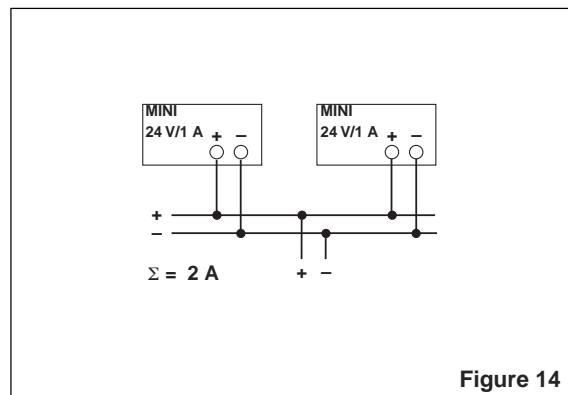 MINI
24 V/1 A + –
MINI
24 V/1 A + –
+
–
Σ = 2 A
+ –
Figure 14